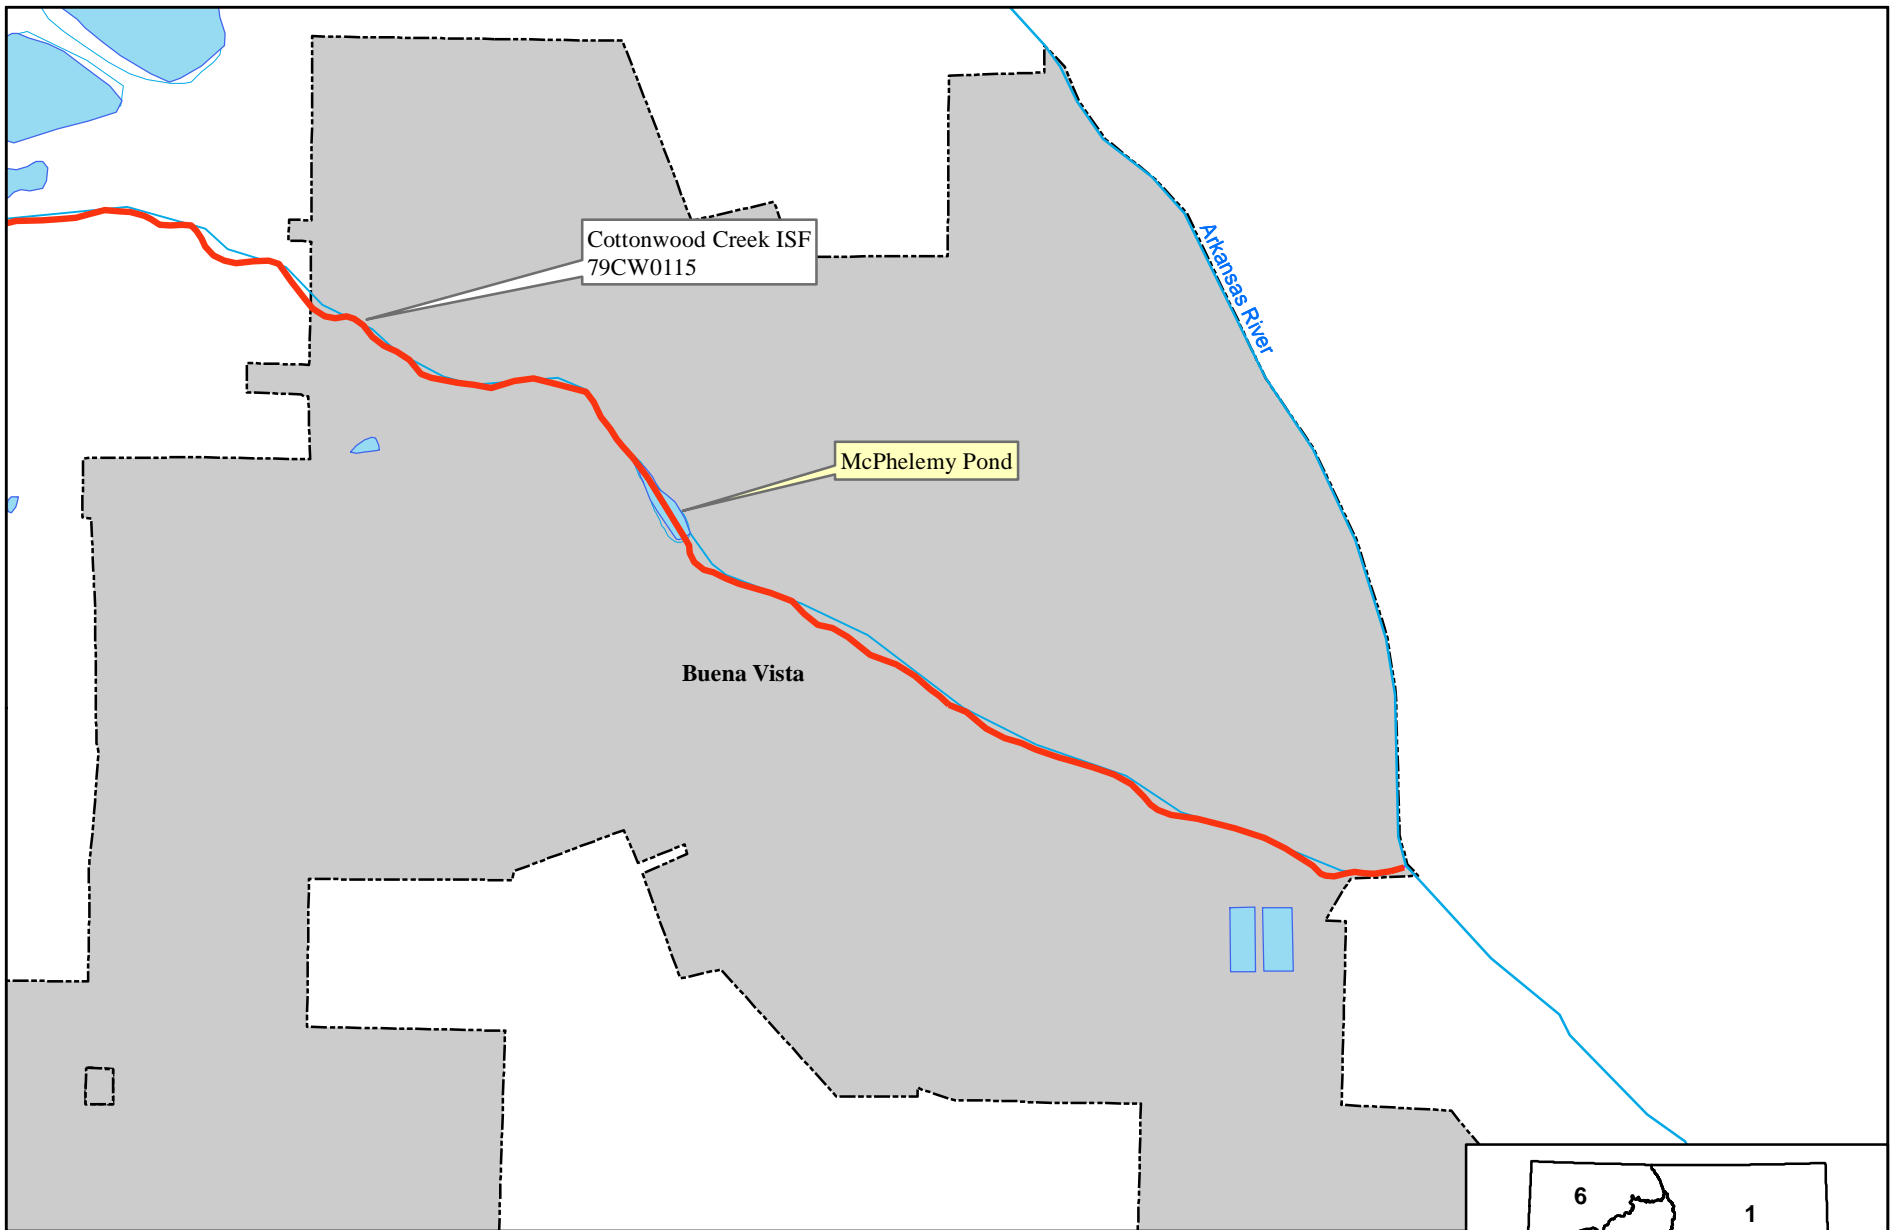 Cottonwood Creek ISF
79CW0115
Arkansas River
McPhelemy Pond
Buena Vista
6
1